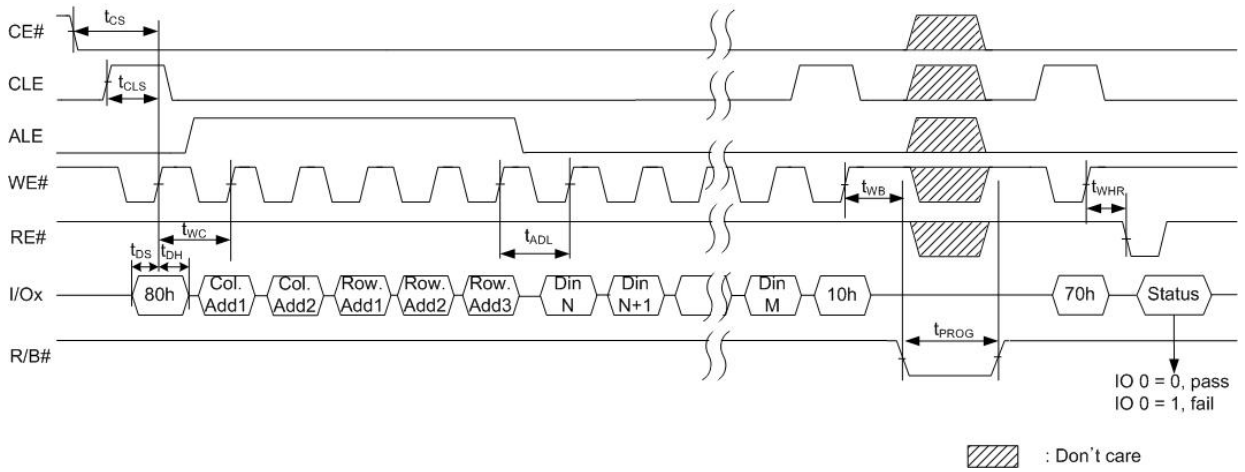 CE#
tCS
CLE
tCLS
ALE
WE#
tWB
tWHR
RE#
tWC
tADL
tDS
tDH
I/Ox
80h
Col. Add1
Col. Add2
Row. Add1
Row. Add2
Row. Add3
Din N
Din N+1
Din M
10h
70h
Status
R/B#
tPROG
IO 0 = 0, pass
IO 0 = 1, fail
: Don't care